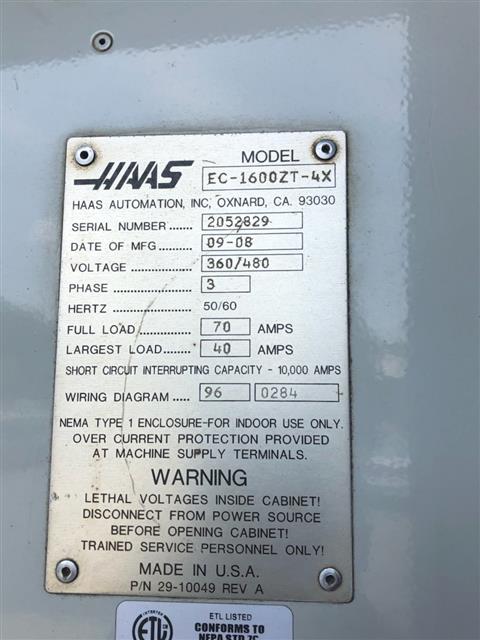 HAAS
MODEL
EC-1600ZT-4X
HAAS AUTOMATION, INC, OXNARD, CA. 93030
SERIAL NUMBER ...... 2052829
DATE OF MFG ........... 09-08
VOLTAGE .................. 360/480
PHASE ...................... 3
HERTZ 50/60
FULL LOAD ............... 70 AMPS
LARGEST LOAD........ 40 AMPS
SHORT CIRCUIT INTERRUPTING CAPACITY - 10,000 AMPS
WIRING DIAGRAM ..... 96 0284
NEMA TYPE 1 ENCLOSURE-FOR INDOOR USE ONLY.
OVER CURRENT PROTECTION PROVIDED
AT MACHINE SUPPLY TERMINALS.
WARNING
LETHAL VOLTAGES INSIDE CABINET!
DISCONNECT FROM POWER SOURCE
BEFORE OPENING CABINET!
TRAINED SERVICE PERSONNEL ONLY!
MADE IN U.S.A.
P/N 29-10049 REV A
ETL LISTED
CONFORMS TO
ETL